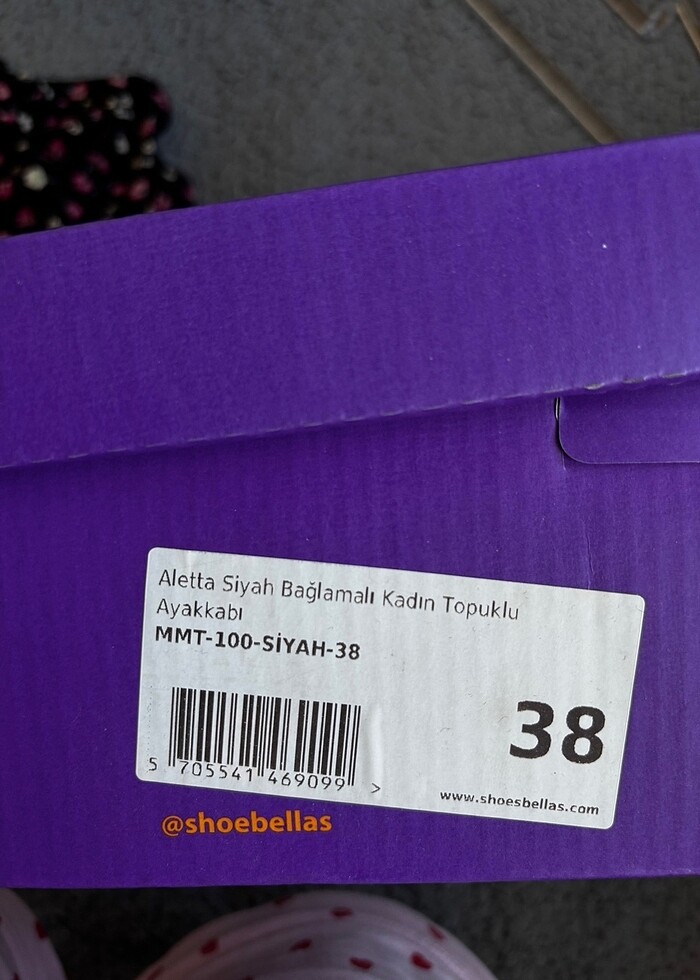 Aletta Siyah Bağlamalı Kadın Topuklu
Ayakkabı
MMT-100-SİYAH-38
38
5 705541 469099 >
www.shoesbellas.com
@shoebellas